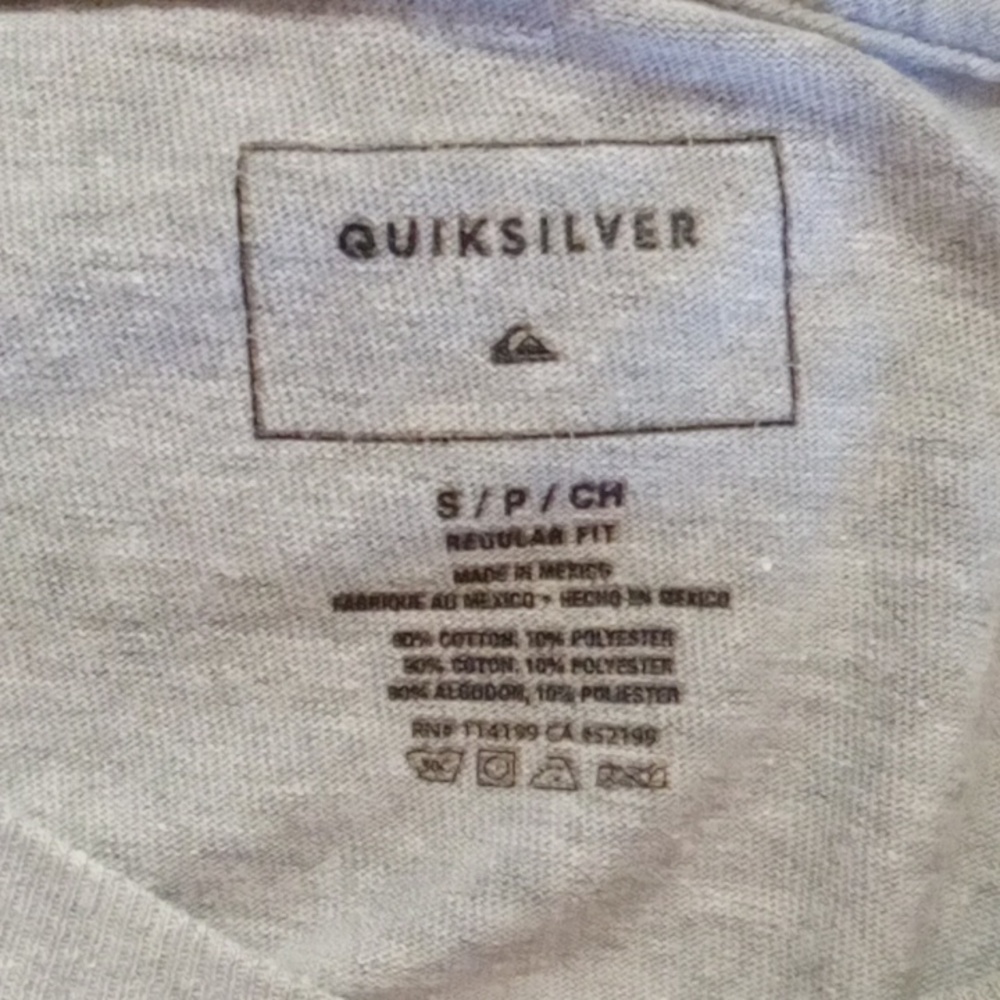 QUIKSILVER
S / P / CH
REGULAR FIT
MADE IN MEXICO
FABRIQUE AU MEXICO • HECHO EN MEXICO
90% COTTON, 10% POLYESTER
90% COTON, 10% POLYESTER
90% ALGODON, 10% POLIESTER
RN# 114199 CA